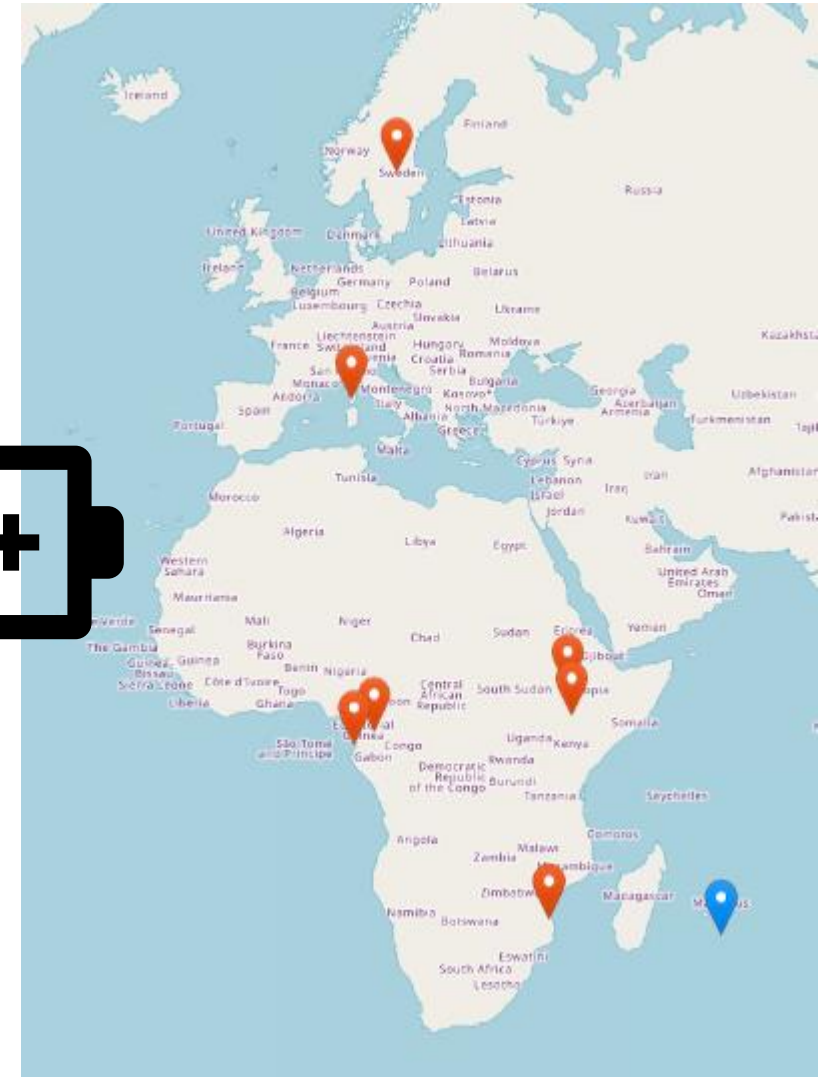 Iceland
Finland
Norway
Sweden
Russia
Estonia
Latvia
United Kingdom
Denmark
Lithuania
Ireland
Netherlands
Belarus
Germany
Poland
Belgium
Luxembourg
Czechia
Ukraine
Slovakia
Austria
Liechtenstein
Kazakhsta
France
Hungary
Moldova
Croatia
Romania
Serbia
Monaco
Montenegro
Bulgaria
Georgia
Azerbaijan
Uzbekistan
Andorra
Kosovo*
Italy
North Macedonia
Armenia
Spain
Albania
Türkiye
Turkmenistan
Portugal
Greece
Malta
Cyprus
Syria
Tunisia
Lebanon
Iran
Afghanistan
Israel
Iraq
Morocco
Jordan
Kuwait
Pakist
Algeria
Libya
Egypt
Bahrain
Western
Sahara
United Arab
Emirates
Oman
Mauritania
Mali
Niger
Sudan
Eritrea
Yemen
Senegal
Chad
The Gambia
Burkina
Faso
Djibouti
Guinea-
Bissau
Guinea
Benin
Nigeria
Sierra Leone
Côte d'Ivoire
Togo
Central
African
Republic
South Sudan
opia
Liberia
Ghana
Somalia
São Tomé
and Príncipe
Congo
Uganda
Kenya
Gabon
Democratic
Republic
of the Congo
Rwanda
Burundi
Tanzania
Seychelles
Angola
Comoros
Malawi
Zambia
Zimbabw
Madagascar
Namibia
Botswana
Eswatini
South Africa
Lesotho